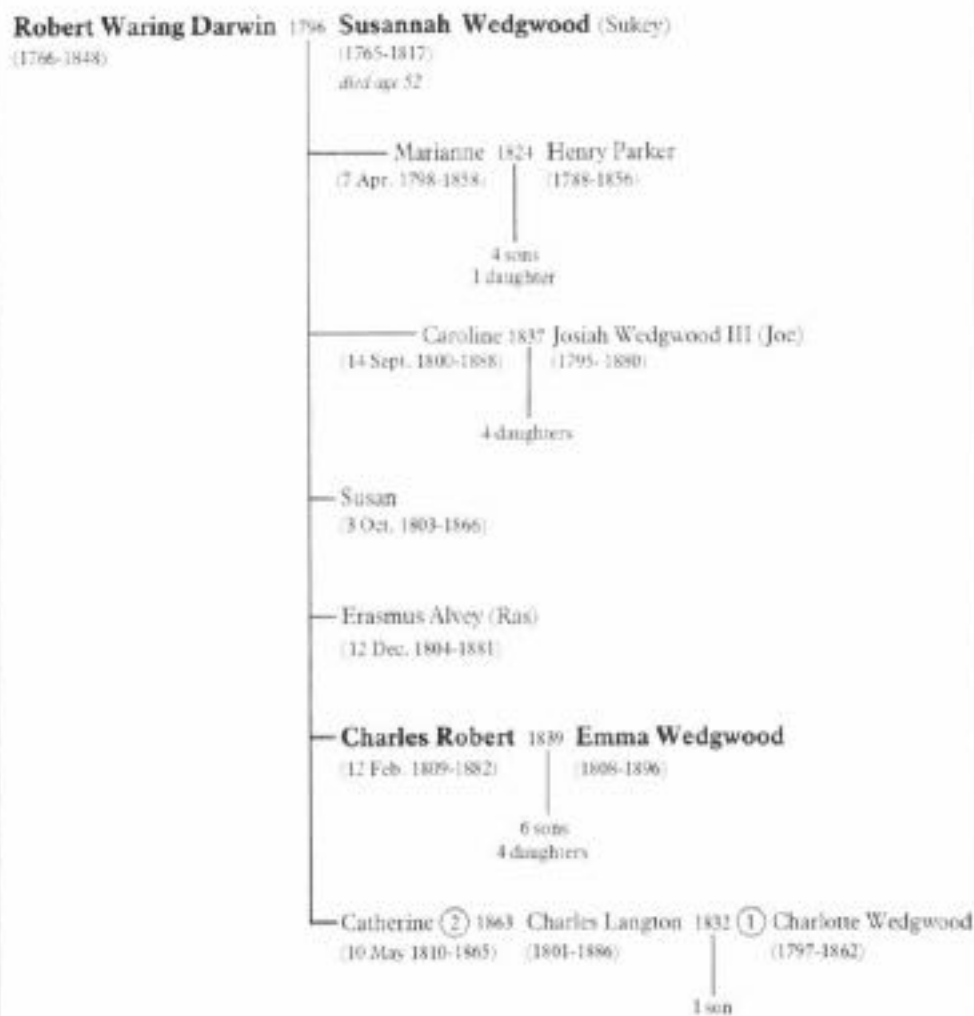 Robert Waring Darwin 1796 Susannah Wedgwood (Sukey)
(1766-1848) (1765-1817)
died age 52
Marianne 1824 Henry Parker
(7 Apr. 1798-1858) (1788-1856)
4 sons
1 daughter
Caroline 1837 Josiah Wedgwood III (Joe)
(14 Sept. 1800-1888) (1795-1880)
4 daughters
Susan
(3 Oct. 1803-1866)
Erasmus Alvey (Ras)
(12 Dec. 1804-1881)
Charles Robert 1839 Emma Wedgwood
(12 Feb. 1809-1882) (1808-1896)
6 sons
4 daughters
Catherine 2 1863 Charles Langton 1832 1 Charlotte Wedgwood
(10 May 1810-1865) (1801-1886) (1797-1862)
1 son